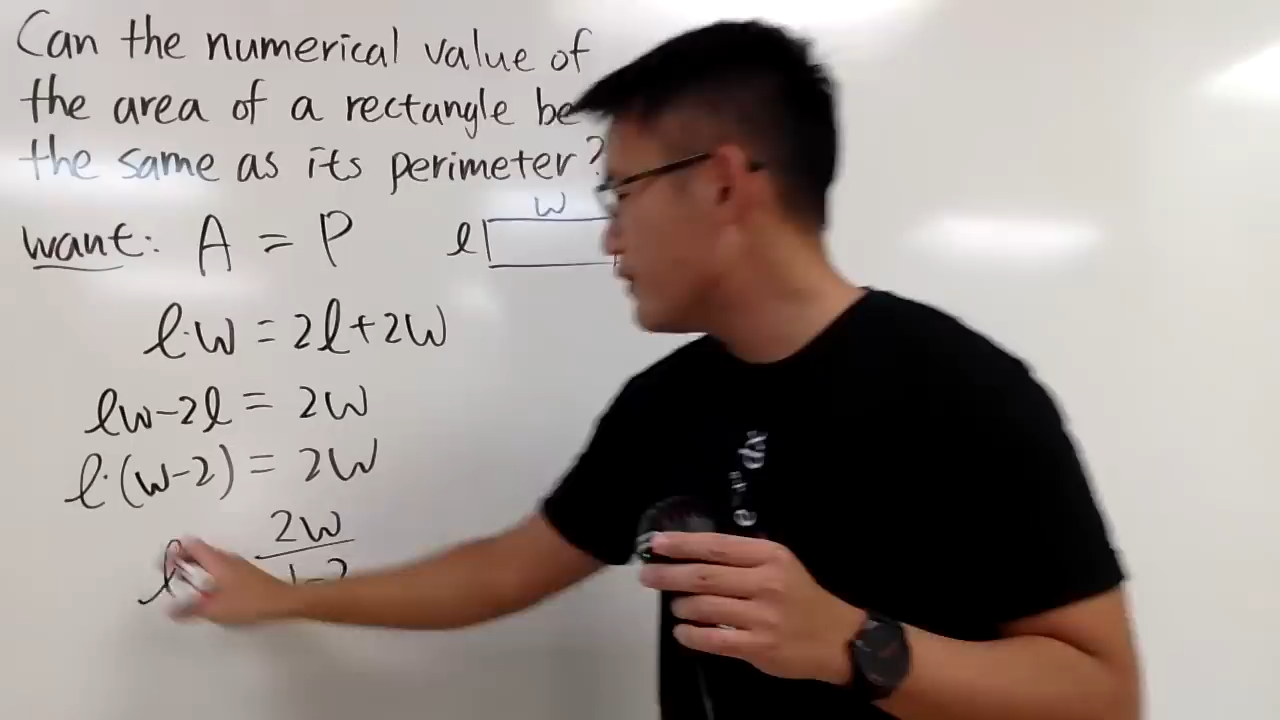 Can the numerical value of
the area of a rectangle be
the same as its perimeter?
w
want: A = P
l
l·w = 2l+2w
lw-2l = 2w
l·(w-2) = 2w
l 2w
-2